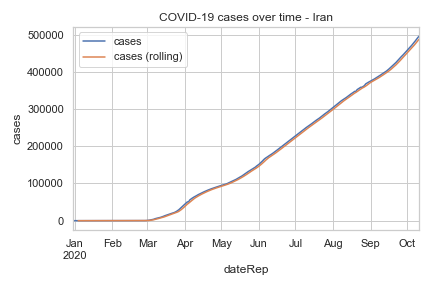 COVID-19 cases over time - Iran
cases
cases (rolling)
500000
400000
300000
200000
100000
0
cases
Jan Feb Mar Apr May Jun Jul Aug Sep Oct
2020
dateRep